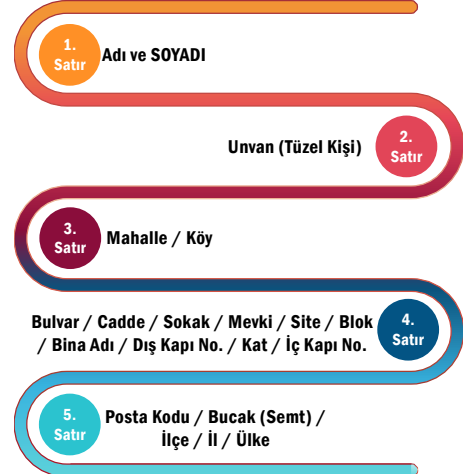 1.
Satır
Adı ve SOYADI
Unvan (Tüzel Kişi)
2.
Satır
3.
Satır
Mahalle / Köy
Bulvar / Cadde / Sokak / Mevki / Site / Blok
/ Bina Adı / Dış Kapı No. / Kat / İç Kapı No.
4.
Satır
5.
Satır
Posta Kodu / Bucak (Semt) /
İlçe / İl / Ülke